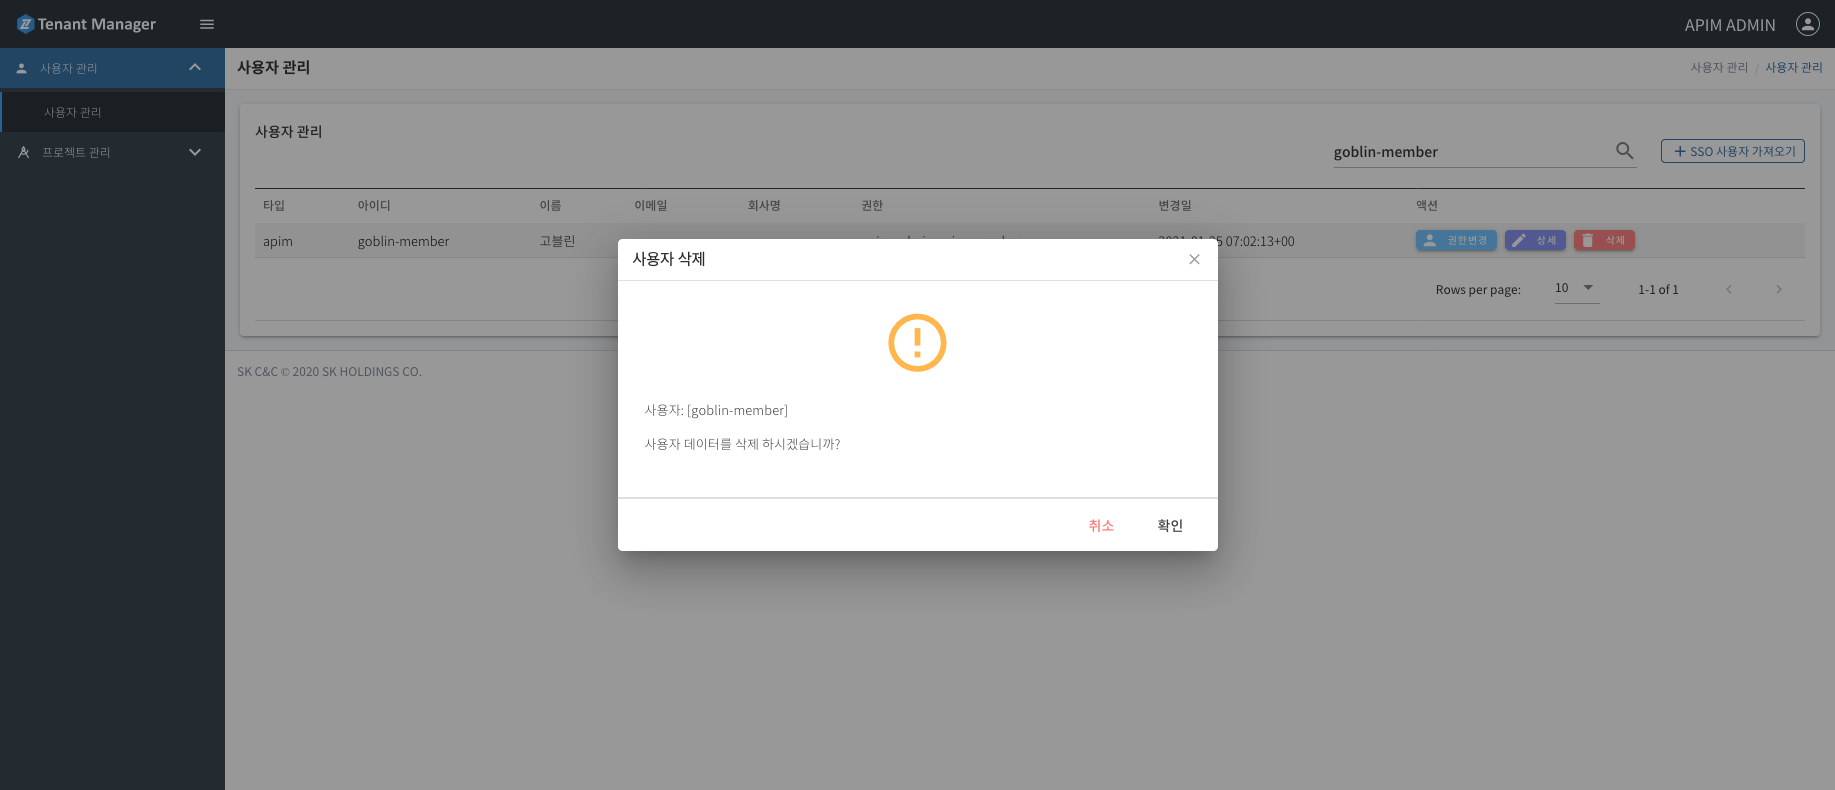 Tenant Manager
APIM ADMIN
사용자 관리
사용자 관리
프로젝트 관리
사용자 관리
사용자 관리 / 사용자 관리
사용자 관리
goblin-member
+ SSO 사용자 가져오기
타입 아이디 이름 이메일 회사명 권한 변경일 액션
apim goblin-member 고블린 07:02:13+00 권한변경 상세 삭제
Rows per page: 10 1-1 of 1
SK C&C © 2020 SK HOLDINGS CO.
사용자 삭제
사용자: [goblin-member]
사용자 데이터를 삭제 하시겠습니까?
취소 확인